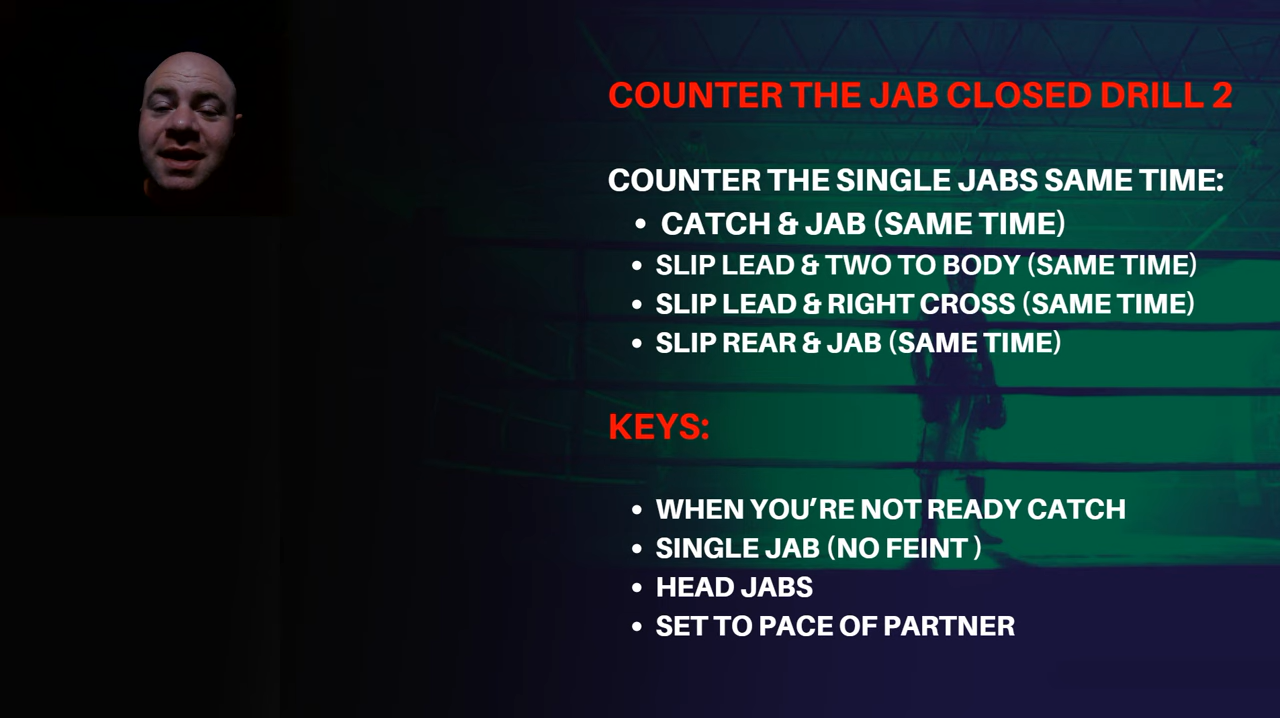 COUNTER THE JAB CLOSED DRILL 2
COUNTER THE SINGLE JABS SAME TIME:
• CATCH & JAB (SAME TIME)
• SLIP LEAD & TWO TO BODY (SAME TIME)
• SLIP LEAD & RIGHT CROSS (SAME TIME)
• SLIP REAR & JAB (SAME TIME)
KEYS:
• WHEN YOU’RE NOT READY CATCH
• SINGLE JAB (NO FEINT )
• HEAD JABS
• SET TO PACE OF PARTNER